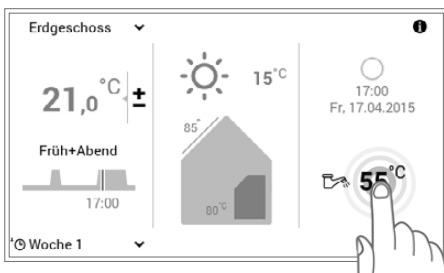 Erdgeschoss
21,0 °C ±
Früh+Abend
17:00
Woche 1
15°C
85°
80 °C
17:00
Fr, 17.04.2015
55°C